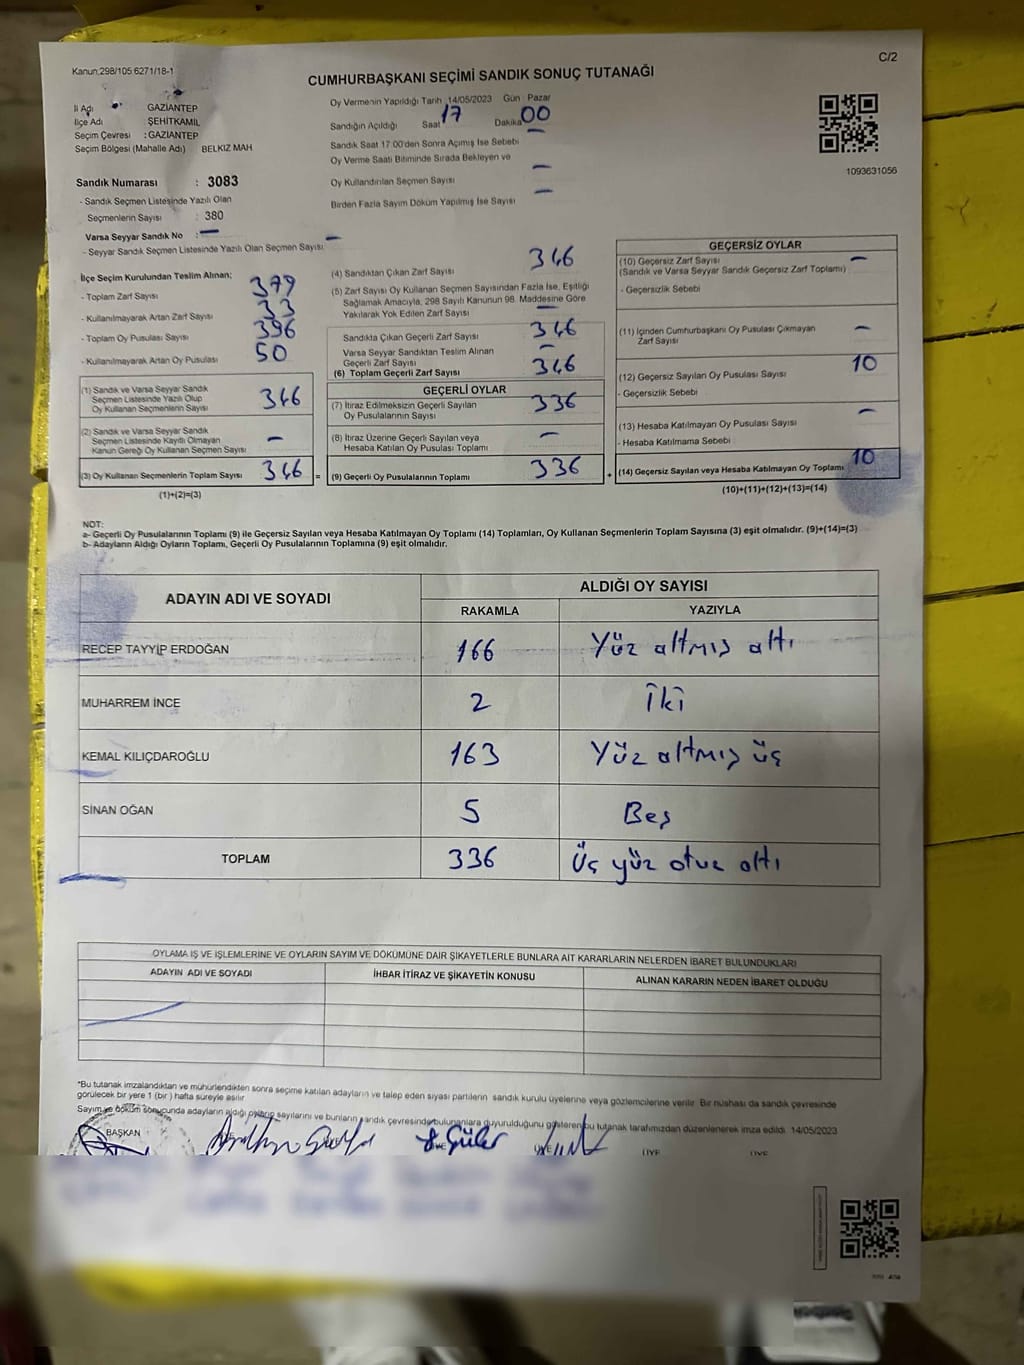 Kanun:298/105 6271/18-1
C/2
CUMHURBAŞKANI SEÇİMİ SANDIK SONUÇ TUTANAĞI
İl Adı : GAZİANTEP
İlçe Adı : ŞEHİTKAMİL
Seçim Çevresi : GAZİANTEP
Seçim Bölgesi (Mahalle Adı) BELKIZ MAH
Oy Vermenin Yapıldığı Tarih 14/05/2023 Gün Pazar
Sandığın Açıldığı Saat 17 Dakika 00
Sandık Saat 17:00'den Sonra Açımış İse Sebebi –
Oy Verme Saati Bitiminde Sırada Bekleyen ve
Oy Kullandırılan Seçmen Sayısı –
Birden Fazla Sayım Döküm Yapılmış İse Sayısı –
1093631056
Sandık Numarası : 3083
- Sandık Seçmen Listesinde Yazılı Olan
Seçmenlerin Sayısı : 380
Varsa Seyyar Sandık No : –
- Seyyar Sandık Seçmen Listesinde Yazılı Olan Seçmen Sayısı –
İlçe Seçim Kurulundan Teslim Alınan;
- Toplam Zarf Sayısı 379
- Kullanılmayarak Artan Zarf Sayısı 33
- Toplam Oy Pusulası Sayısı 396
- Kullanılmayarak Artan Oy Pusulası 50
(1) Sandık ve Varsa Seyyar Sandık
Seçmen Listesinde Yazılı Olup
Oy Kullanan Seçmenlerin Sayısı 346
(2) Sandık ve Varsa Seyyar Sandık
Seçmen Listesinde Kayıtlı Olmayan
Kanun Gereği Oy Kullanan Seçmen Sayısı –
(3) Oy Kullanan Seçmenlerin Toplam Sayısı 346 =
(1)+(2)=(3)
(4) Sandıktan Çıkan Zarf Sayısı 346
(5) Zarf Sayısı Oy Kullanan Seçmen Sayısından Fazla İse, Eşitliği
Sağlamak Amacıyla, 298 Sayılı Kanunun 98. Maddesine Göre
Yakılarak Yok Edilen Zarf Sayısı –
Sandıkta Çıkan Geçerli Zarf Sayısı 346
Varsa Seyyar Sandıktan Teslim Alınan
Geçerli Zarf Sayısı –
(6) Toplam Geçerli Zarf Sayısı 346
GEÇERLİ OYLAR
(7) İtiraz Edilmeksizin Geçerli Sayılan
Oy Pusulalarının Sayısı 336
(8) İtiraz Üzerine Geçerli Sayılan veya
Hesaba Katılan Oy Pusulası Toplamı –
(9) Geçerli Oy Pusulalarının Toplamı 336 +
GEÇERSİZ OYLAR
(10) Geçersiz Zarf Sayısı –
(Sandık ve Varsa Seyyar Sandık Geçersiz Zarf Toplamı)
- Geçersizlik Sebebi
(11) İçinden Cumhurbaşkanı Oy Pusulası Çıkmayan
Zarf Sayısı –
(12) Geçersiz Sayılan Oy Pusulası Sayısı 10
- Geçersizlik Sebebi
(13) Hesaba Katılmayan Oy Pusulası Sayısı –
- Hesaba Katılmama Sebebi
(14) Geçersiz Sayılan veya Hesaba Katılmayan Oy Toplamı 10
(10)+(11)+(12)+(13)=(14)
NOT:
a- Geçerli Oy Pusulalarının Toplamı (9) ile Geçersiz Sayılan veya Hesaba Katılmayan Oy Toplamı (14) Toplamları, Oy Kullanan Seçmenlerin Toplam Sayısına (3) eşit olmalıdır. (9)+(14)=(3)
b- Adayların Aldığı Oyların Toplamı, Geçerli Oy Pusulalarının Toplamına (9) eşit olmalıdır.
ADAYIN ADI VE SOYADI
ALDIĞI OY SAYISI
RAKAMLA YAZIYLA
RECEP TAYYİP ERDOĞAN 166 Yüz altmış altı
MUHARREM İNCE 2 İki
KEMAL KILIÇDAROĞLU 163 Yüz altmış üç
SİNAN OĞAN 5 Beş
TOPLAM 336 Üç yüz otuz altı
OYLAMA İŞ VE İŞLEMLERİNE VE OYLARIN SAYIM VE DÖKÜMÜNE DAİR ŞİKAYETLERLE BUNLARA AİT KARARLARIN NELERDEN İBARET BULUNDUKLARI
ADAYIN ADI VE SOYADI İHBAR İTİRAZ VE ŞİKAYETİN KONUSU ALINAN KARARIN NEDEN İBARET OLDUĞU
*Bu tutanak imzalandıktan ve mühürlendikten sonra seçime katılan adayların ve talep eden siyasi partilerin sandık kurulu üyelerine veya gözlemcilerine verilir. Bir nüshası da sandık çevresinde
görülecek bir yere 1 (bir) hafta süreyle asılır.
Sayım ve döküm sonucunda adayların aldığı oyların sayılarını ve bunların sandık çevresinde bulunanlara duyurulduğunu gösteren bu tutanak tarafımızdan düzenlenerek imza edildi. 14/05/2023
BAŞKAN ÜYE ÜYE